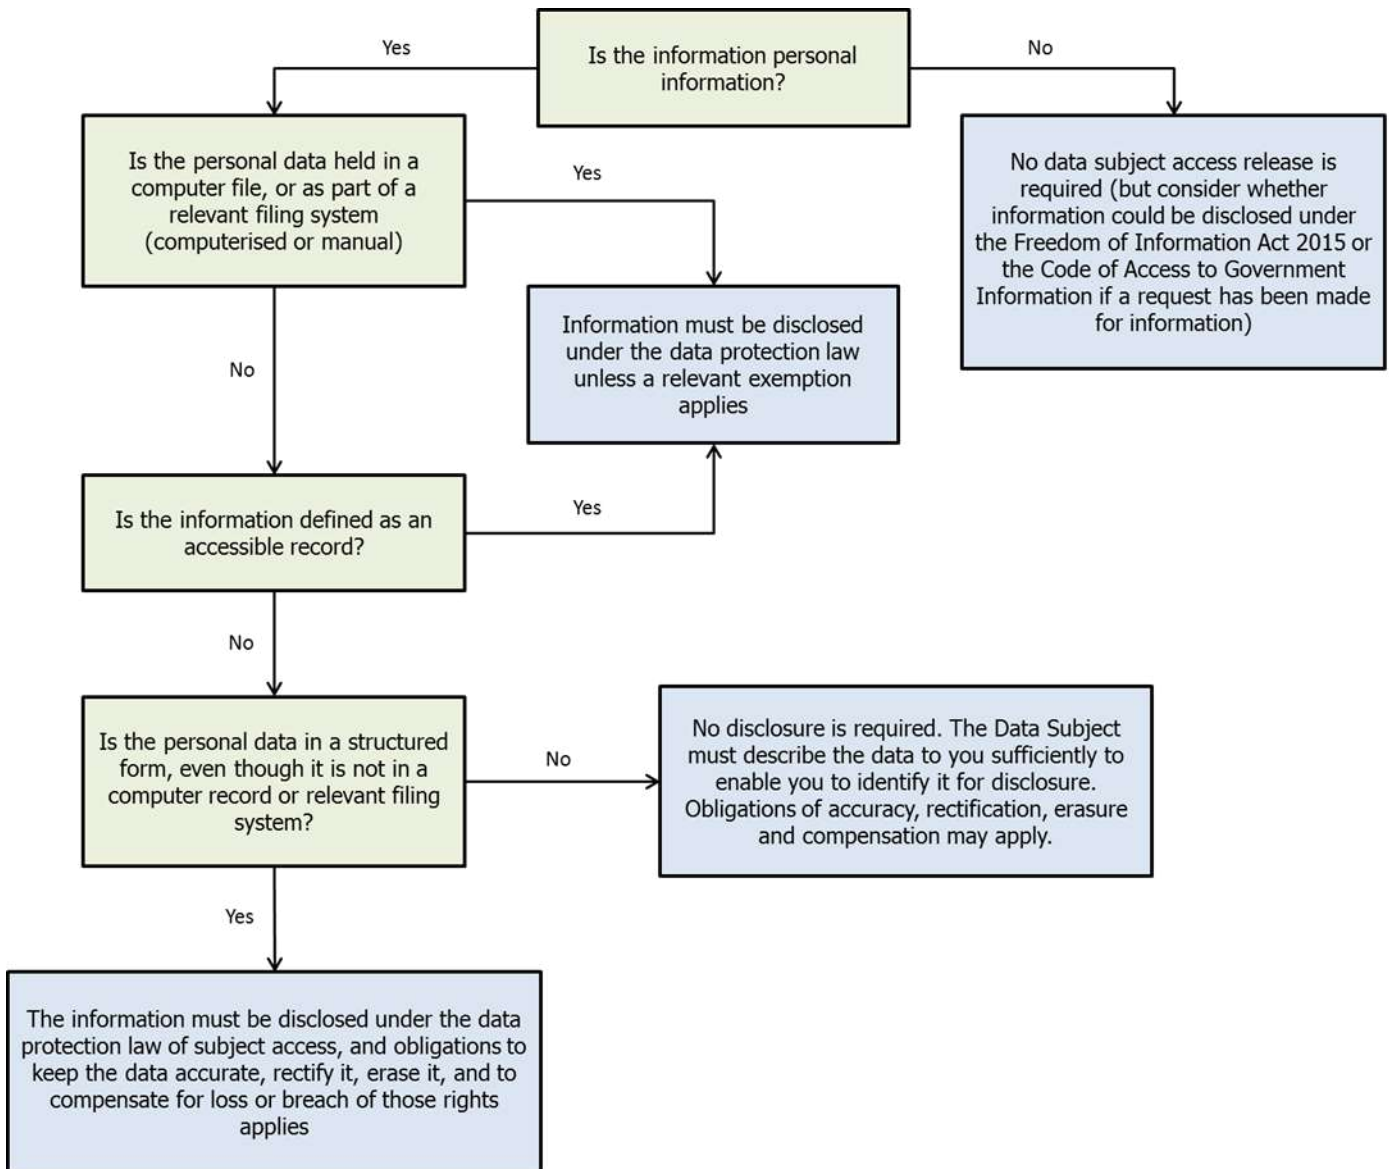 Yes
Is the information personal
information?
No
Is the personal data held in a
computer file, or as part of a
relevant filing system
(computerised or manual)
Yes
No data subject access release is
required (but consider whether
information could be disclosed under
the Freedom of Information Act 2015 or
the Code of Access to Government
Information if a request has been made
for information)
Information must be disclosed
under the data protection law
unless a relevant exemption
applies
No
Is the information defined as an
accessible record?
Yes
No
Is the personal data in a structured
form, even though it is not in a
computer record or relevant filing
system?
No
No disclosure is required. The Data Subject
must describe the data to you sufficiently to
enable you to identify it for disclosure.
Obligations of accuracy, rectification, erasure
and compensation may apply.
Yes
The information must be disclosed under the data
protection law of subject access, and obligations to
keep the data accurate, rectify it, erase it, and to
compensate for loss or breach of those rights
applies